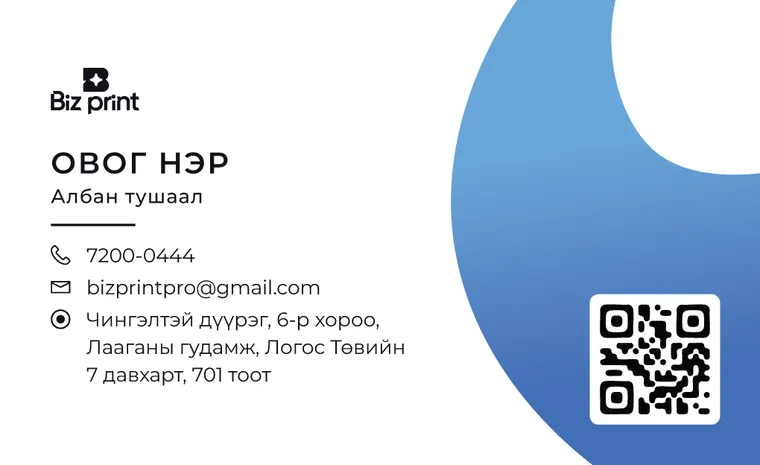 Biz print
ОВОГ НЭР
Албан тушаал
7200-0444
bizprintpro@gmail.com
Чингэлтэй дүүрэг, 6-р хороо,
Лааганы гудамж, Логос Төвийн
7 давхарт, 701 тоот